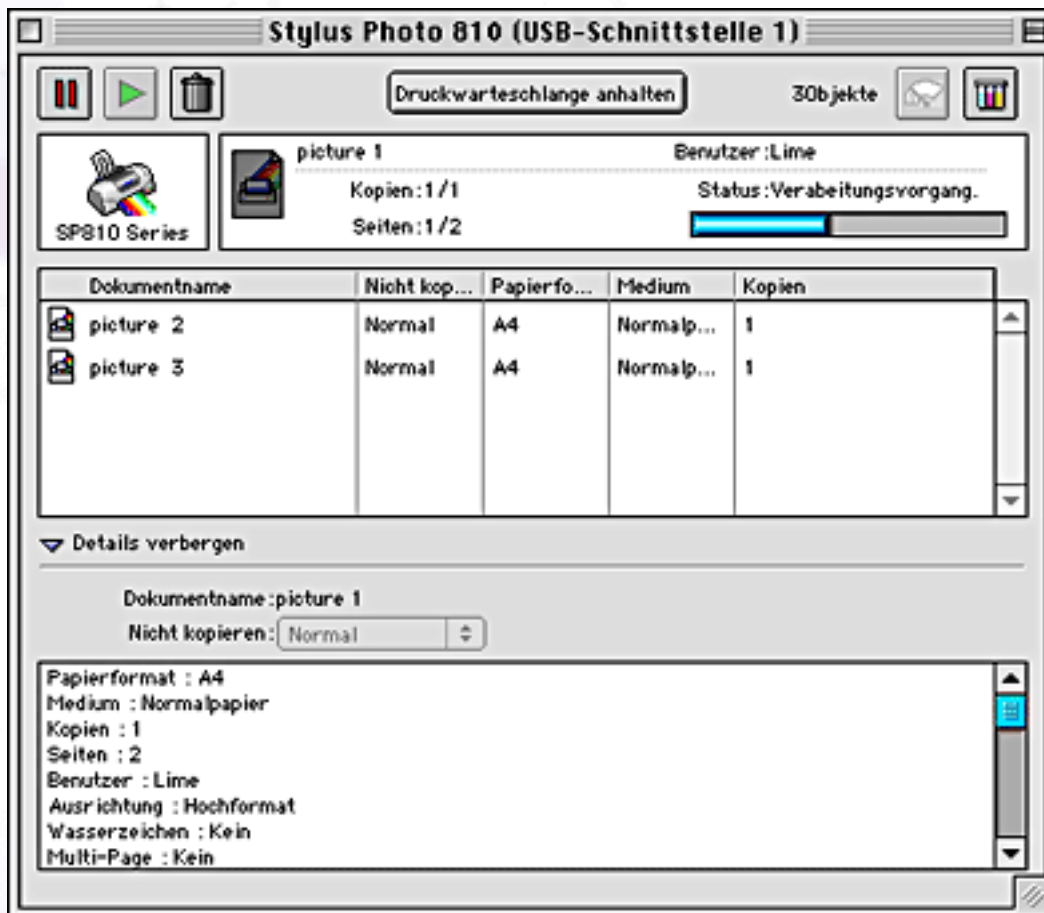 Stylus Photo 810 (USB-Schnittstelle 1)
Druckwarteschlange anhalten 3Objekte
picture 1 Benutzer :Lime
Kopien :1/1 Status :Verabeitungsvorgang.
SP810 Series Seiten :1/2
Dokumentname Nicht kop... Papierfo... Medium Kopien
picture 2 Normal A4 Normalp... 1
picture 3 Normal A4 Normalp... 1
Details verbergen
Dokumentname :picture 1
Nicht kopieren : Normal
Papierformat : A4
Medium : Normalpapier
Kopien : 1
Seiten : 2
Benutzer : Lime
Ausrichtung : Hochformat
Wasserzeichen : Kein
Multi-Page : Kein